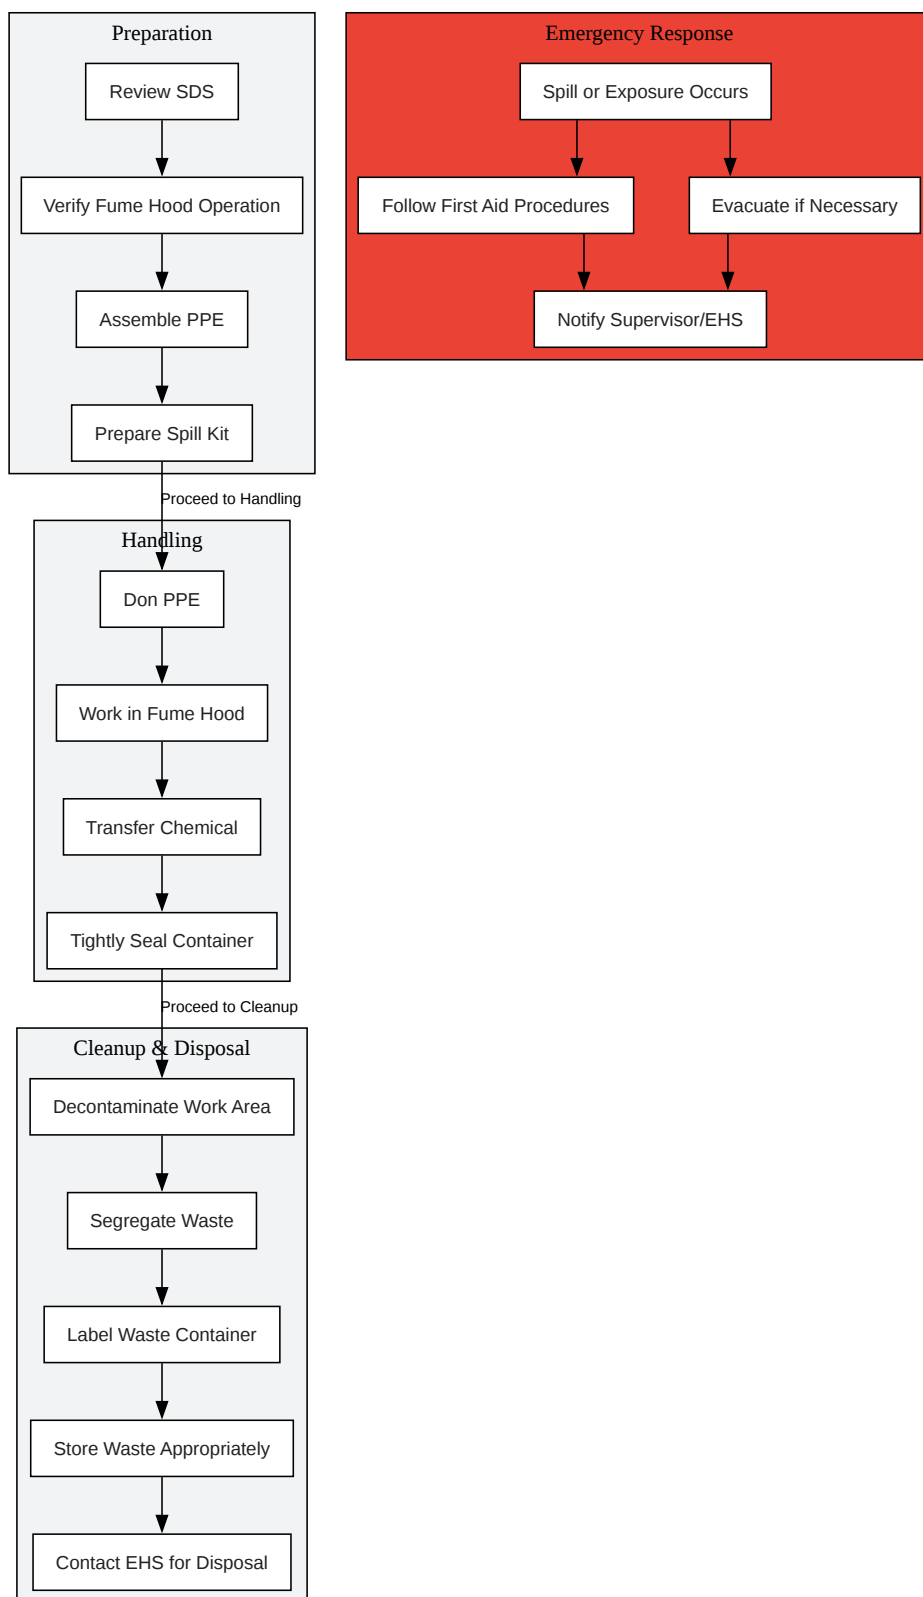 Preparation
Review SDS
Verify Fume Hood Operation
Assemble PPE
Prepare Spill Kit
Proceed to Handling
Handling
Don PPE
Work in Fume Hood
Transfer Chemical
Tightly Seal Container
Proceed to Cleanup
Cleanup & Disposal
Decontaminate Work Area
Segregate Waste
Label Waste Container
Store Waste Appropriately
Contact EHS for Disposal
Emergency Response
Spill or Exposure Occurs
Follow First Aid Procedures
Evacuate if Necessary
Notify Supervisor/EHS